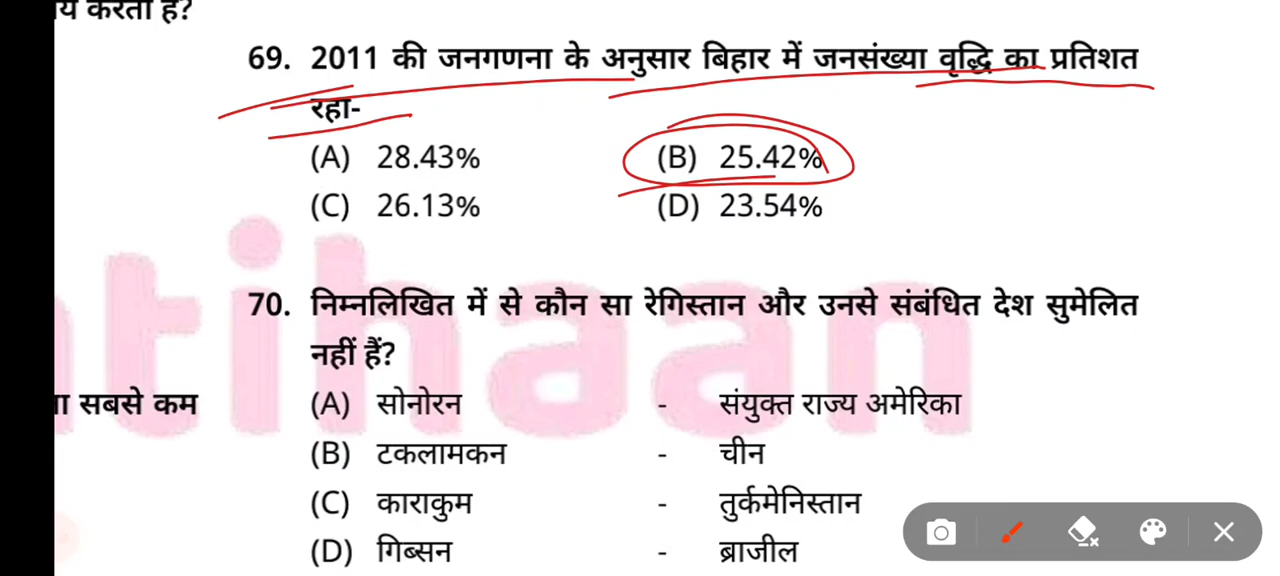 य करता है?
69. 2011 की जनगणना के अनुसार बिहार में जनसंख्या वृद्धि का प्रतिशत
रहा-
(A) 28.43% (B) 25.42%
(C) 26.13% (D) 23.54%
70. निम्नलिखित में से कौन सा रेगिस्तान और उनसे संबंधित देश सुमेलित
नहीं हैं?
ा सबसे कम
(A) सोनोरन - संयुक्त राज्य अमेरिका
(B) टकलामकन - चीन
(C) काराकुम - तुर्कमेनिस्तान
(D) गिब्सन - ब्राजील
tihaan